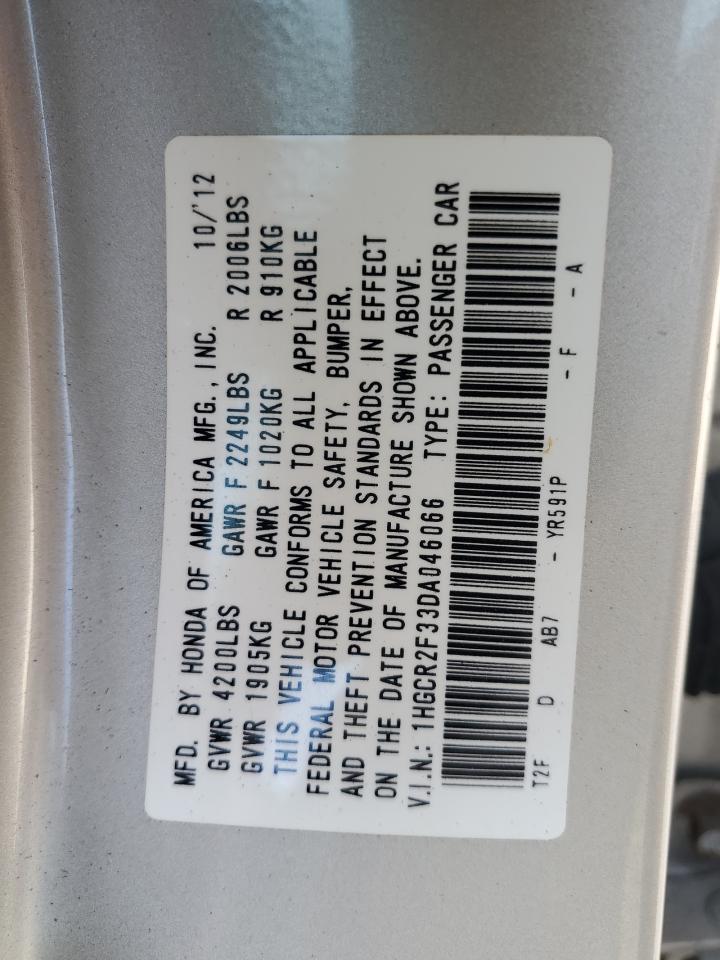 MFD. BY HONDA OF AMERICA MFG., INC. 10/'12
GVWR 4200LBS GAWR F 2249LBS R 2006LBS
GVWR 1905KG GAWR F 1020KG R 910KG
THIS VEHICLE CONFORMS TO ALL APPLICABLE
FEDERAL MOTOR VEHICLE SAFETY, BUMPER,
AND THEFT PREVENTION STANDARDS IN EFFECT
ON THE DATE OF MANUFACTURE SHOWN ABOVE.
V.I.N.: 1HGCR2F33DA046066 TYPE: PASSENGER CAR
T2F D AB7 - YR591P - F - A